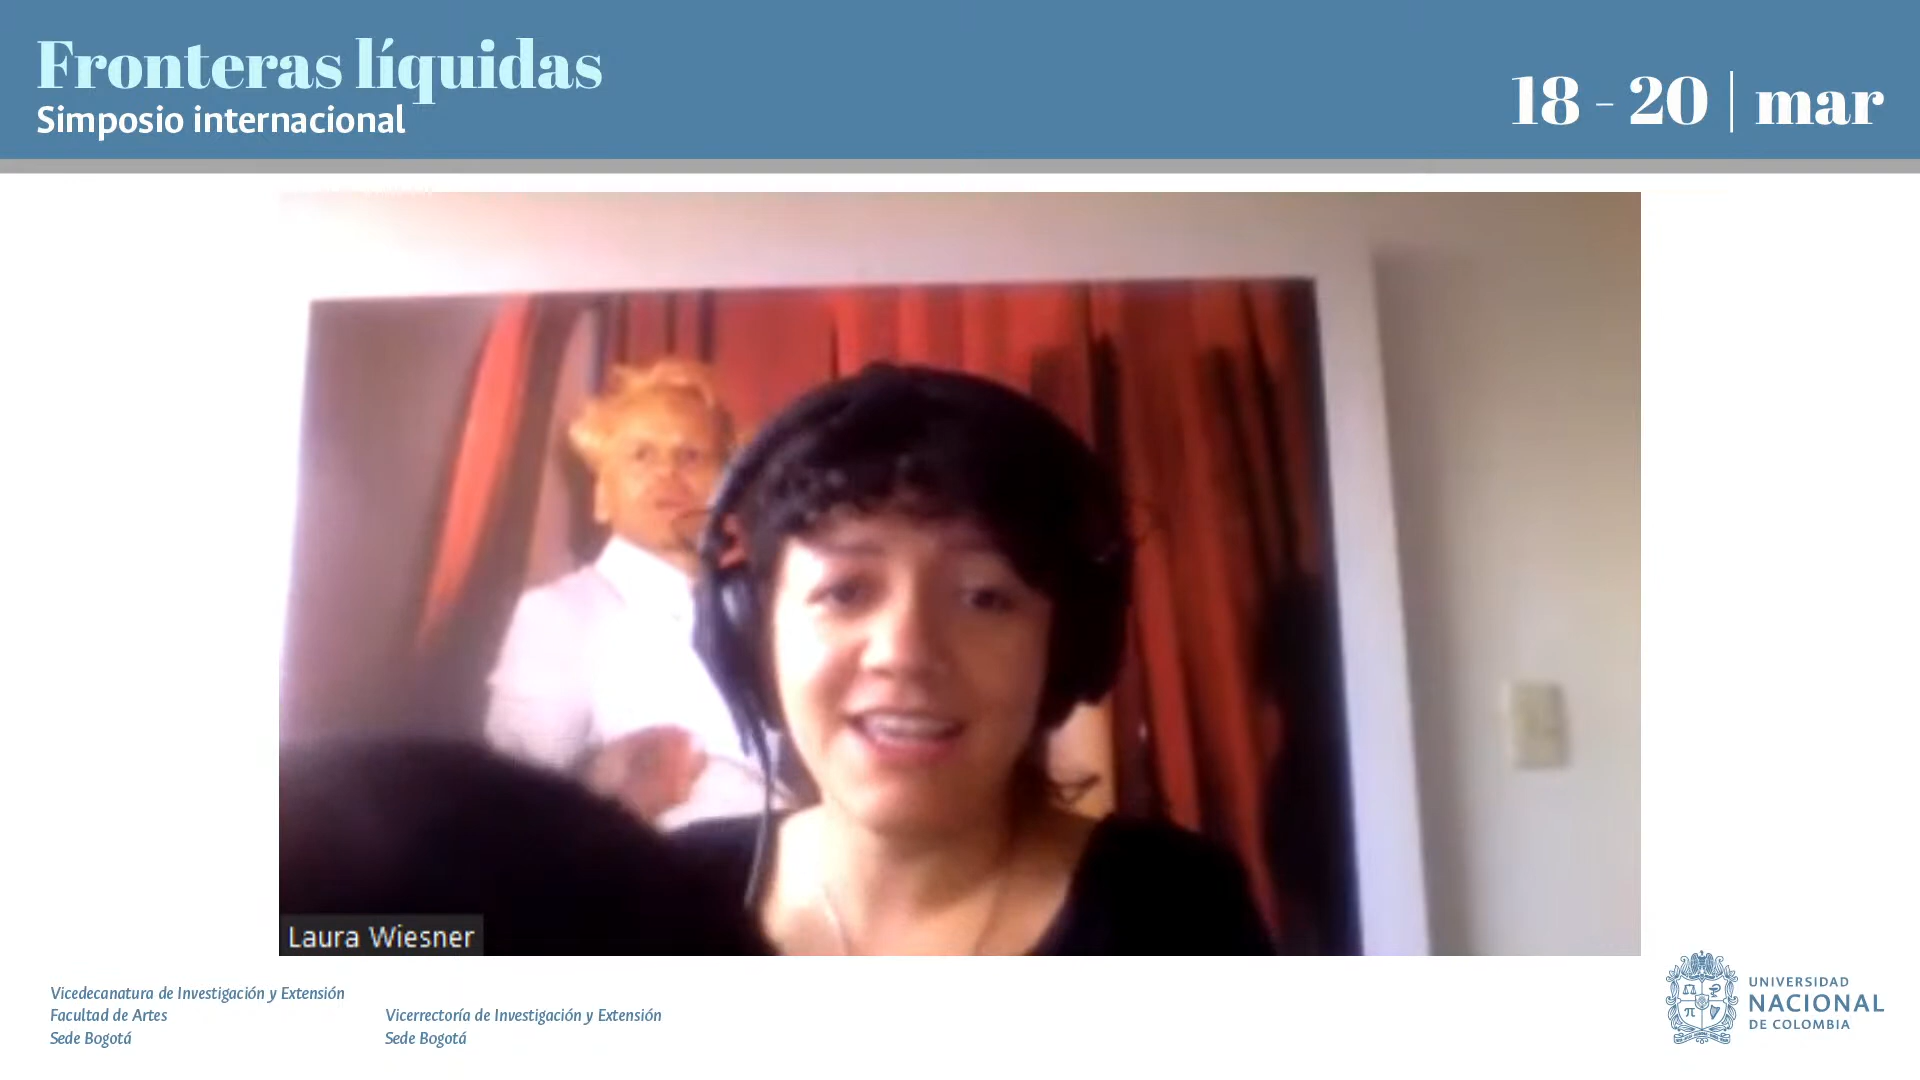 Fronteras líquidas
Simposio internacional
18 - 20 | mar
Laura Wiesner
Vicedecanatura de Investigación y Extensión
Facultad de Artes
Sede Bogotá
Vicerrectoría de Investigación y Extensión
Sede Bogotá
UNIVERSIDAD
NACIONAL
DE COLOMBIA